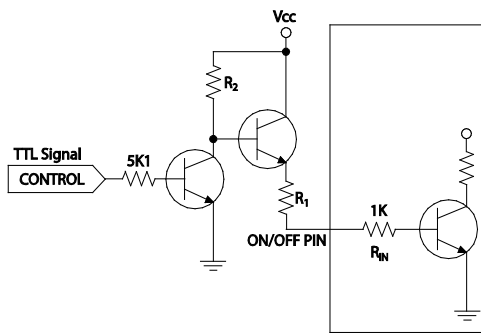 Vcc
R2
TTL Signal
CONTROL
5K1
R1
ON/OFF PIN
1K
RIN